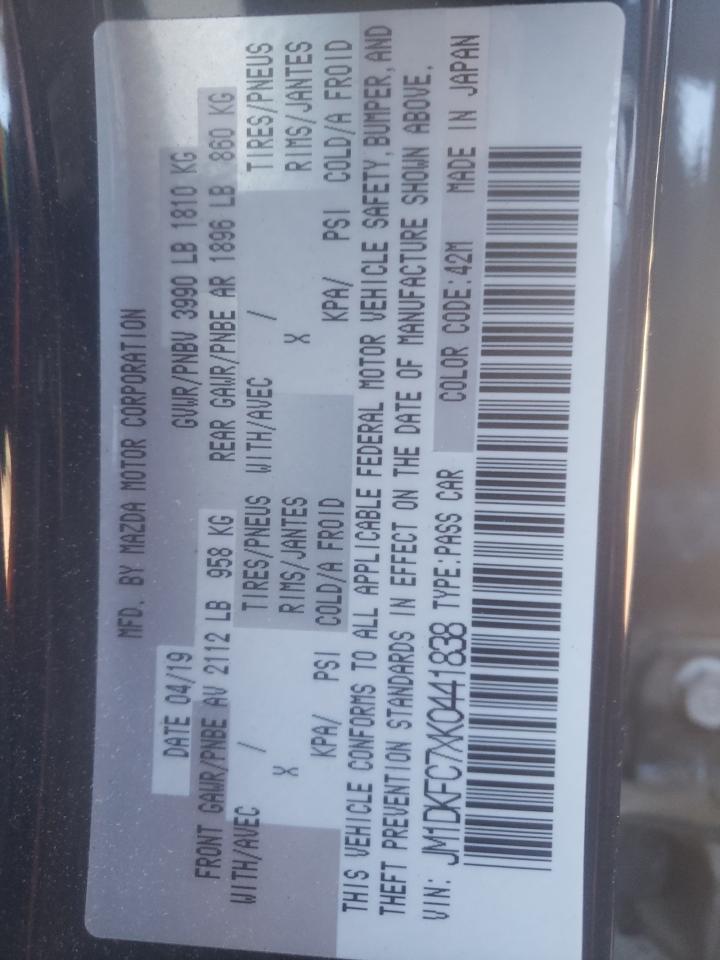 MFD. BY MAZDA MOTOR CORPORATION
DATE 04/19 GVWR/PNBV 3990 LB 1810 KG
FRONT GAWR/PNBE AV 2112 LB 958 KG REAR GAWR/PNBE AR 1896 LB 860 KG
WITH/AVEC / TIRES/PNEUS WITH/AVEC / TIRES/PNEUS
X RIMS/JANTES X RIMS/JANTES
KPA/ PSI COLD/A FROID KPA/ PSI COLD/A FROID
THIS VEHICLE CONFORMS TO ALL APPLICABLE FEDERAL MOTOR VEHICLE SAFETY, BUMPER, AND
THEFT PREVENTION STANDARDS IN EFFECT ON THE DATE OF MANUFACTURE SHOWN ABOVE.
VIN: JM1DKFC7XK0441838 TYPE:PASS CAR COLOR CODE:42M MADE IN JAPAN